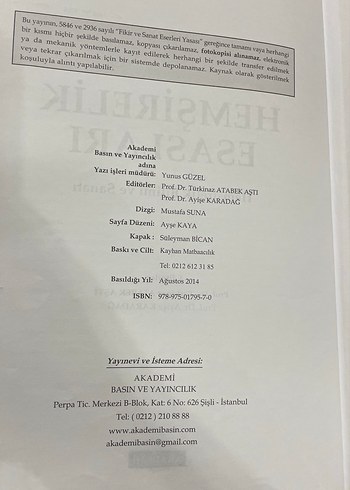 Bu yayının, 5846 ve 2936 sayılı "Fikir ve Sanat Eserleri Yasası" gereğince tamamı veya herhangi
bir kısmı hiçbir şekilde basılamaz, kopyası çıkarılamaz, fotokopisi alınamaz, elektronik
ya da mekanik yöntemlerle kayıt edilerek herhangi bir şekilde transfer edilmek
veya tekrar çıkarılmak için bir sistemde depolanamaz. Kaynak olarak gösterilmek
koşuluyla alıntı yapılabilir.
HEMŞİRELİK
ESASLARI
Akademi
Basın ve Yayıncılık
adına
Yazı işleri müdürü: Yunus GÜZEL
Editörler: Prof. Dr. Türkinaz ATABEK AŞTI
Prof. Dr. Ayişe KARADAĞ
Dizgi: Mustafa SUNA
Sayfa Düzeni: Ayşe KAYA
Kapak : Süleyman BİCAN
Baskı ve Cilt: Kayhan Matbaacılık
Tel: 0212 612 31 85
Basıldığı Yıl: Ağustos 2014
ISBN: 978-975-01795-7-0
Yayınevi ve İsteme Adresi:
AKADEMİ
BASIN VE YAYINCILIK
Perpa Tic. Merkezi B-Blok, Kat: 6 No: 626 Şişli - İstanbul
Tel: ( 0212 ) 210 88 88
www.akademibasin.com
akademibasin@gmail.com